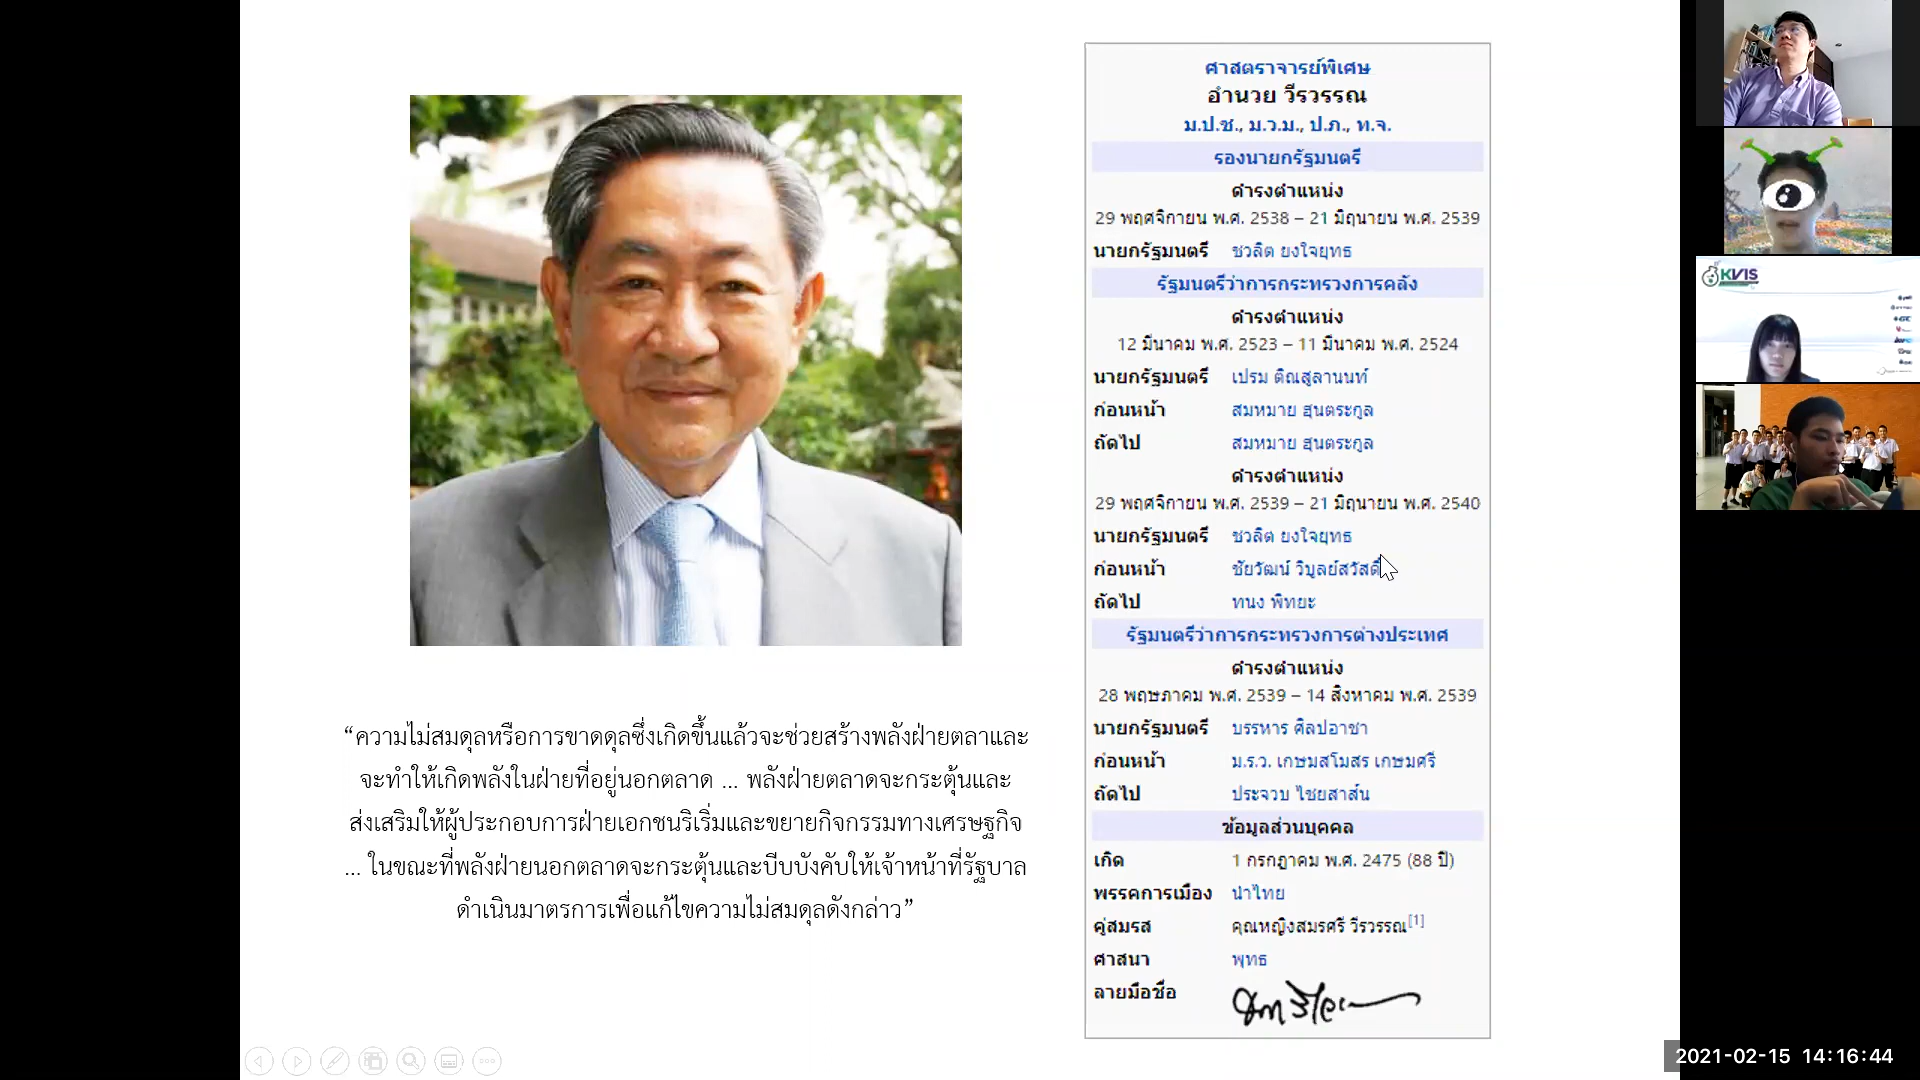 “ความไม่สมดุลหรือการขาดดุลซึ่งเกิดขึ้นแล้วจะช่วยสร้างพลังฝ่ายตลาและ
จะทำให้เกิดพลังในฝ่ายที่อยู่นอกตลาด ... พลังฝ่ายตลาดจะกระตุ้นและ
ส่งเสริมให้ผู้ประกอบการฝ่ายเอกชนริเริ่มและขยายกิจกรรมทางเศรษฐกิจ
... ในขณะที่พลังฝ่ายนอกตลาดจะกระตุ้นและบีบบังคับให้เจ้าหน้าที่รัฐบาล
ดำเนินมาตรการเพื่อแก้ไขความไม่สมดุลดังกล่าว”
ศาสตราจารย์พิเศษ
อำนวย วีรวรรณ
ม.ป.ช., ม.ว.ม., ป.ภ., ท.จ.
รองนายกรัฐมนตรี
ดำรงตำแหน่ง
29 พฤศจิกายน พ.ศ. 2538 – 21 มิถุนายน พ.ศ. 2539
นายกรัฐมนตรี ชวลิต ยงใจยุทธ
รัฐมนตรีว่าการกระทรวงการคลัง
ดำรงตำแหน่ง
12 มีนาคม พ.ศ. 2523 – 11 มีนาคม พ.ศ. 2524
นายกรัฐมนตรี เปรม ติณสูลานนท์
ก่อนหน้า สมหมาย ฮุนตระกูล
ถัดไป สมหมาย ฮุนตระกูล
ดำรงตำแหน่ง
29 พฤศจิกายน พ.ศ. 2539 – 21 มิถุนายน พ.ศ. 2540
นายกรัฐมนตรี ชวลิต ยงใจยุทธ
ก่อนหน้า ชัยวัฒน์ วิบูลย์สวัสดิ์
ถัดไป ทนง พิทยะ
รัฐมนตรีว่าการกระทรวงการต่างประเทศ
ดำรงตำแหน่ง
28 พฤษภาคม พ.ศ. 2539 – 14 สิงหาคม พ.ศ. 2539
นายกรัฐมนตรี บรรหาร ศิลปอาชา
ก่อนหน้า ม.ร.ว. เกษมสโมสร เกษมศรี
ถัดไป ประจวบ ไชยสาส์น
ข้อมูลส่วนบุคคล
เกิด 1 กรกฎาคม พ.ศ. 2475 (88 ปี)
พรรคการเมือง นำไทย
คู่สมรส คุณหญิงสมรศรี วีรวรรณ[1]
ศาสนา พุทธ
ลายมือชื่อ
KVIS
2021-02-15 14:16:44